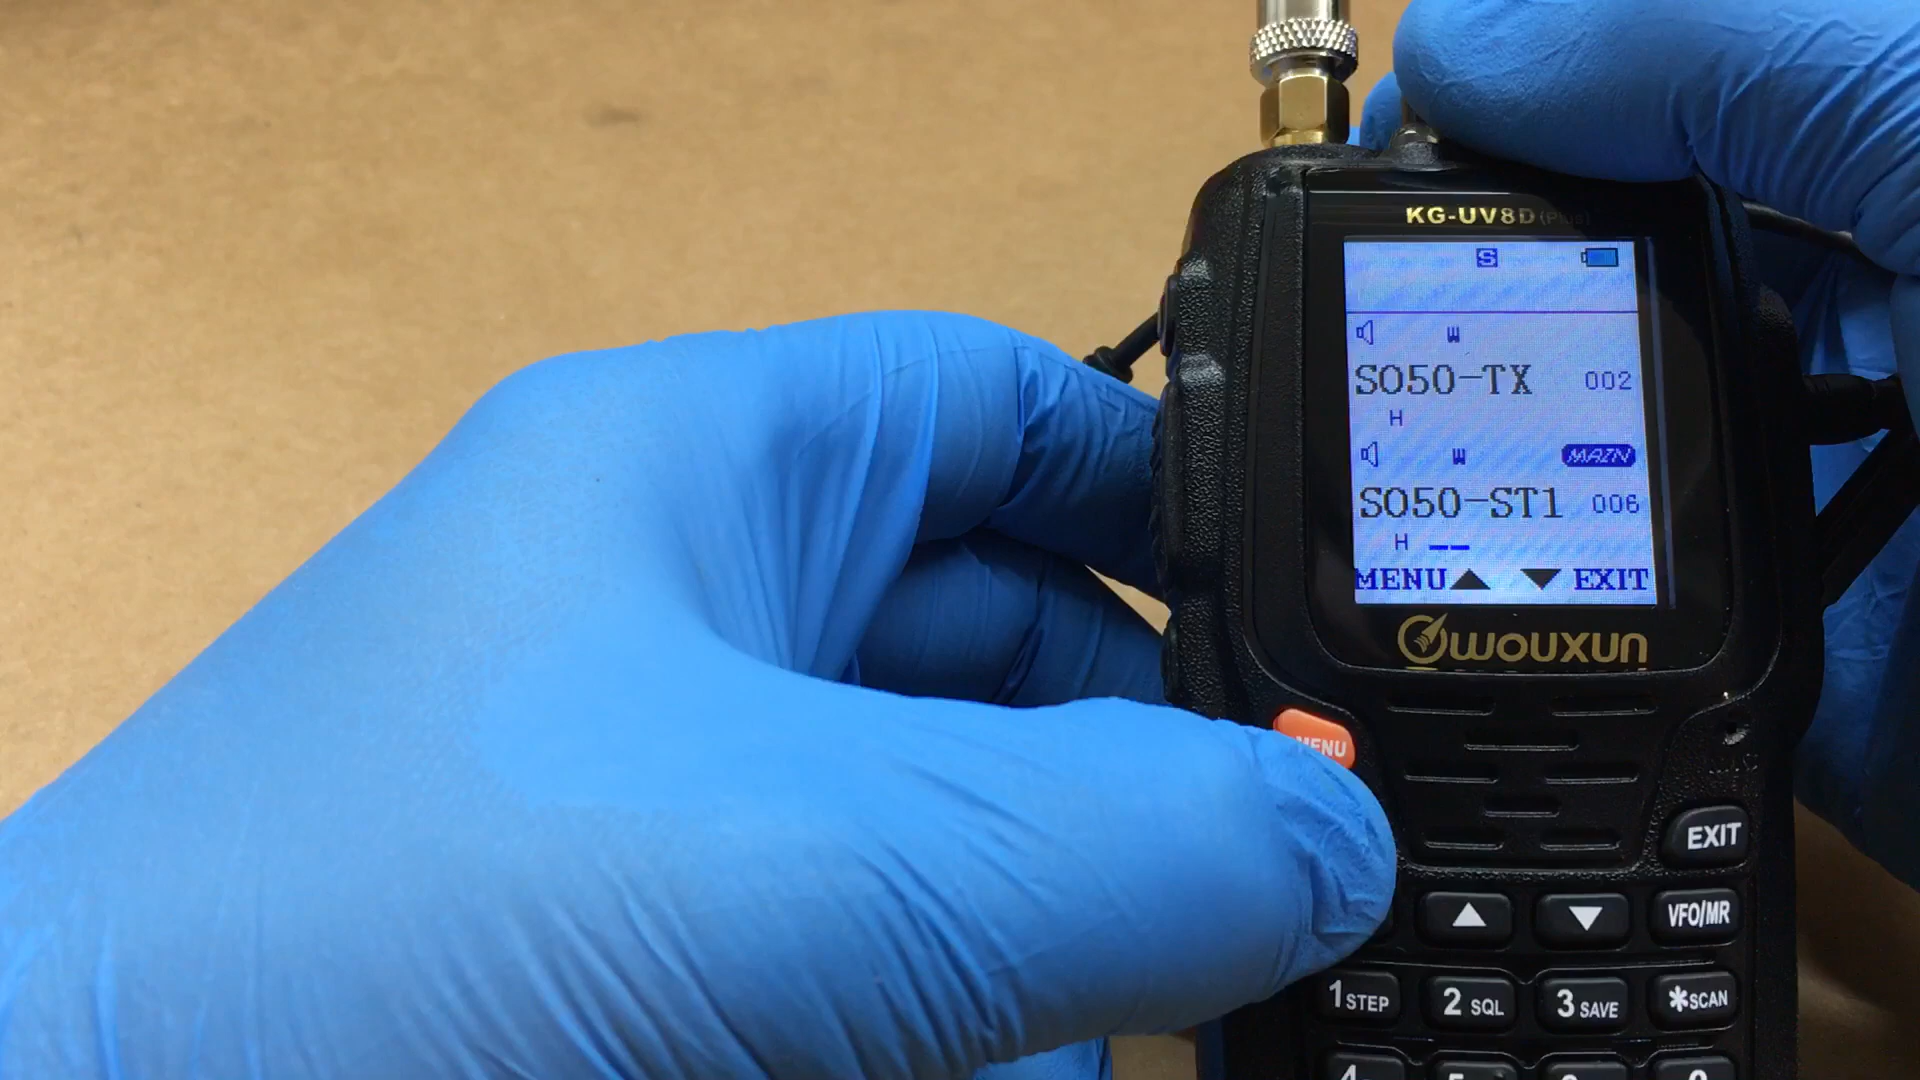 KG-UV8D(Plus)
S
W
SO50-TX 002
H
W MAIN
SO50-ST1 006
H
MENU EXIT
WOUXUN
MENU
EXIT
VFO/MR
1 STEP 2 SQL 3 SAVE *SCAN